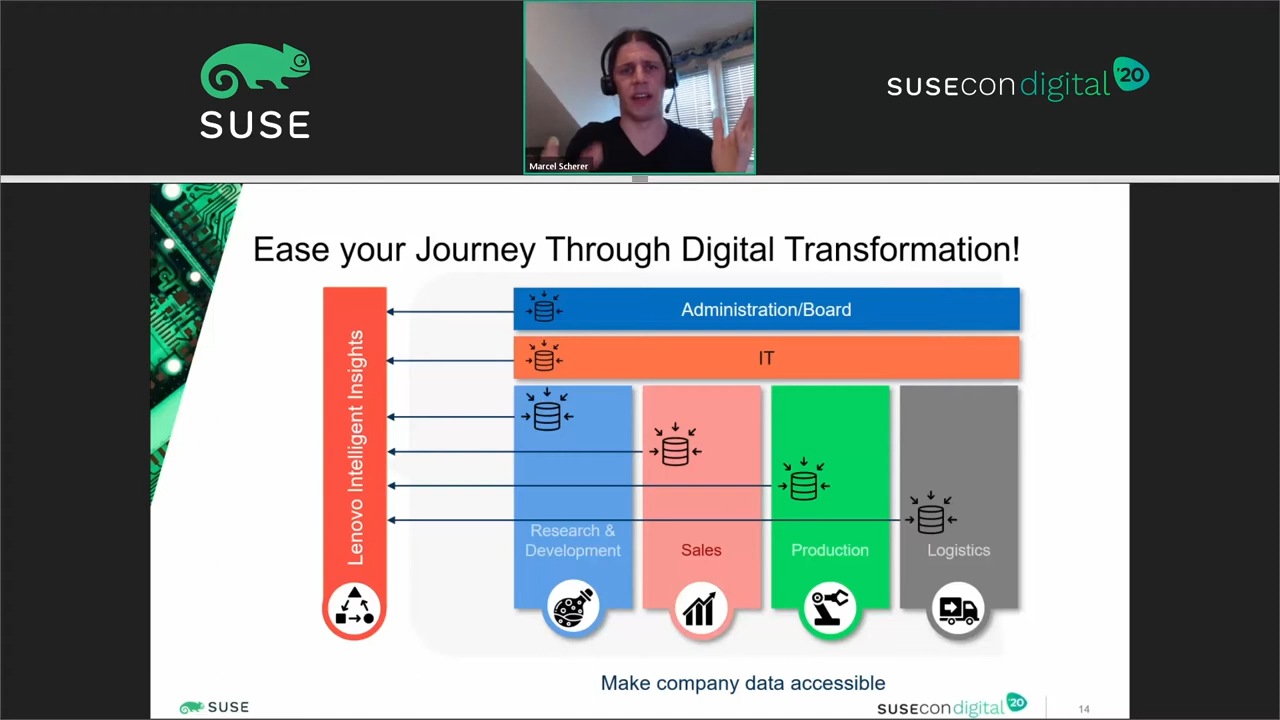 SUSE
Marcel Scherer
SUSECON digital '20
Ease your Journey Through Digital Transformation!
Lenovo Intelligent Insights
Administration/Board
IT
Research &
Development
Sales
Production
Logistics
Make company data accessible
SUSE
SUSECON digital '20
14